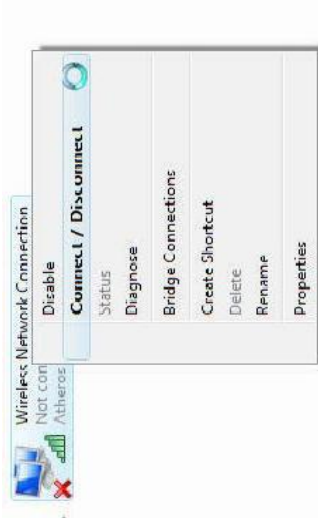 Wireless Network Connection
Not con
Atheros
Disable
Connect / Disconnect
Status
Diagnose
Bridge Connections
Create Shortcut
Delete
Rename
Properties